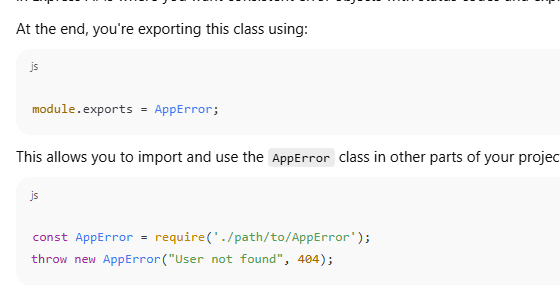 At the end, you're exporting this class using:
js
module.exports = AppError;
This allows you to import and use the AppError class in other parts of your
js
const AppError = require('./path/to/AppError');
throw new AppError("User not found", 404);